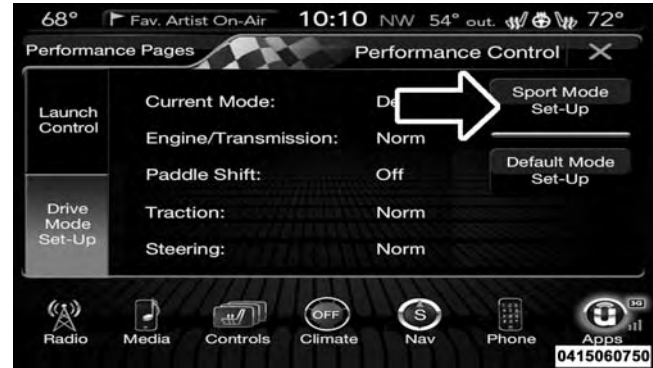 68° Fav. Artist On-Air 10:10 NW 54° out. 72°
Performance Pages Performance Control X
Launch
Control
Current Mode:
Engine/Transmission: Norm
Paddle Shift: Off
Traction: Norm
Steering: Norm
Sport Mode
Set-Up
Default Mode
Set-Up
Drive
Mode
Set-Up
OFF S 3G
Radio Media Controls Climate Nav Phone Apps
0415060750